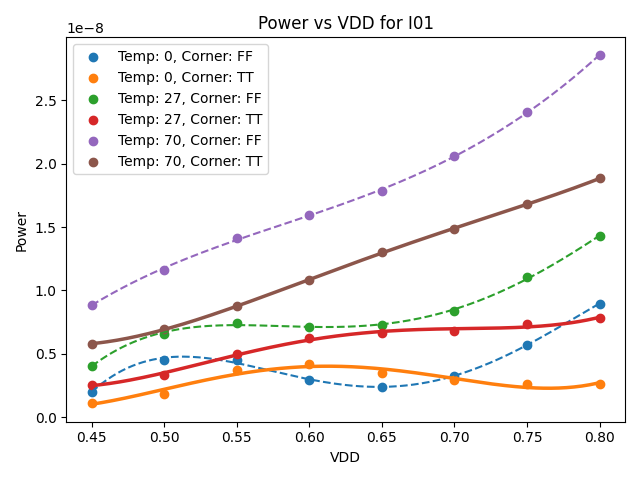 Power vs VDD for I01
1e−8
Temp: 0, Corner: FF
Temp: 0, Corner: TT
Temp: 27, Corner: FF
Temp: 27, Corner: TT
Temp: 70, Corner: FF
Temp: 70, Corner: TT
2.5
2.0
1.5
1.0
0.5
0.0
Power
0.45 0.50 0.55 0.60 0.65 0.70 0.75 0.80
VDD